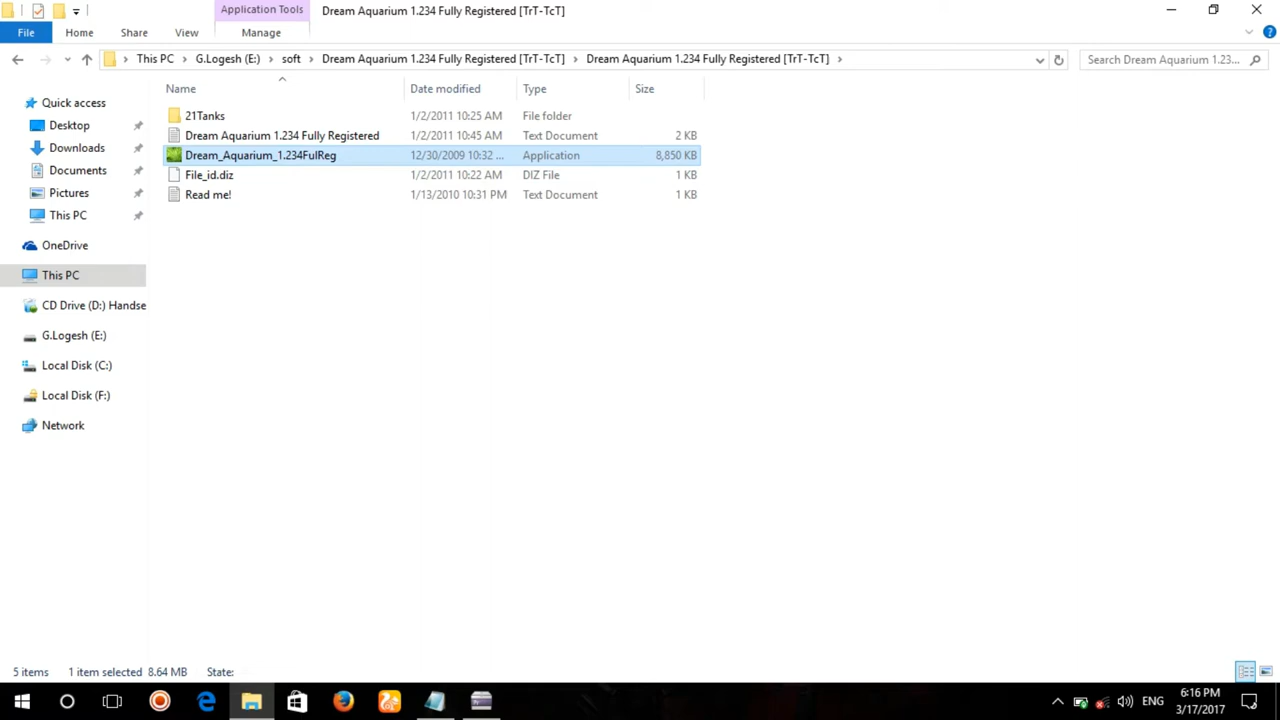 Application Tools
Dream Aquarium 1.234 Fully Registered [TrT-TcT]
File
Home
Share
View
Manage
This PC
G.Logesh (E:)
soft
Dream Aquarium 1.234 Fully Registered [TrT-TcT]
Dream Aquarium 1.234 Fully Registered [TrT-TcT]
Search Dream Aquarium 1.23...
Name
Date modified
Type
Size
Quick access
Desktop
Downloads
Documents
Pictures
This PC
OneDrive
This PC
CD Drive (D:) Handse
G.Logesh (E:)
Local Disk (C:)
Local Disk (F:)
Network
21Tanks 1/2/2011 10:25 AM File folder
Dream Aquarium 1.234 Fully Registered 1/2/2011 10:45 AM Text Document 2 KB
Dream_Aquarium_1.234FulReg 12/30/2009 10:32 ... Application 8,850 KB
File_id.diz 1/2/2011 10:22 AM DIZ File 1 KB
Read me! 1/13/2010 10:31 PM Text Document 1 KB
5 items 1 item selected 8.64 MB State:
ENG
6:16 PM
3/17/2017